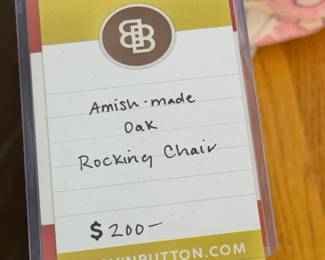 Amish-made
Oak
Rocking Chair
$200—